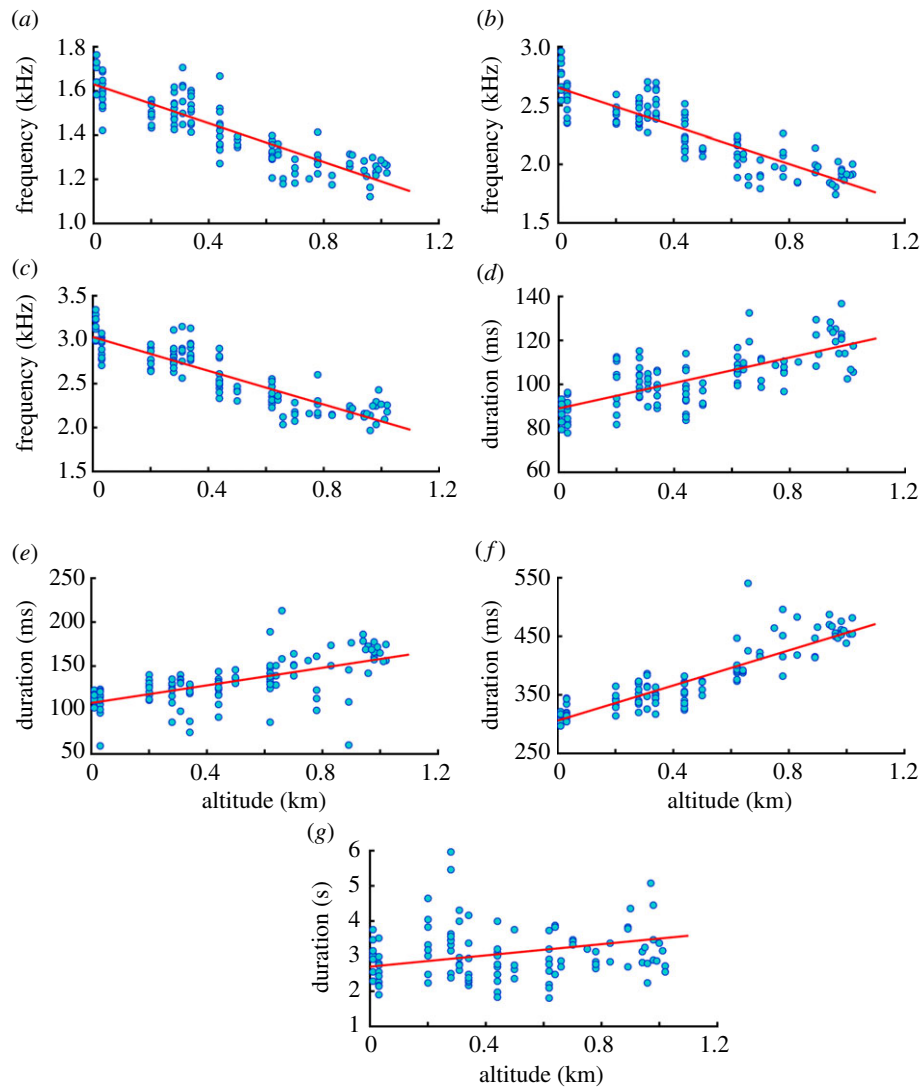 (a)
1.8
1.6
1.4
1.2
1.0
frequency (kHz)
0 0.4 0.8 1.2
(b)
3.0
2.5
2.0
1.5
frequency (kHz)
0 0.4 0.8 1.2
(c)
3.5
3.0
2.5
2.0
1.5
frequency (kHz)
0 0.4 0.8 1.2
(d)
140
120
100
80
60
duration (ms)
0 0.4 0.8 1.2
(e)
250
200
150
100
50
duration (ms)
0 0.4 0.8 1.2
altitude (km)
(f)
550
450
350
250
duration (ms)
0 0.4 0.8 1.2
altitude (km)
(g)
6
5
4
3
2
1
duration (s)
0 0.4 0.8 1.2
altitude (km)